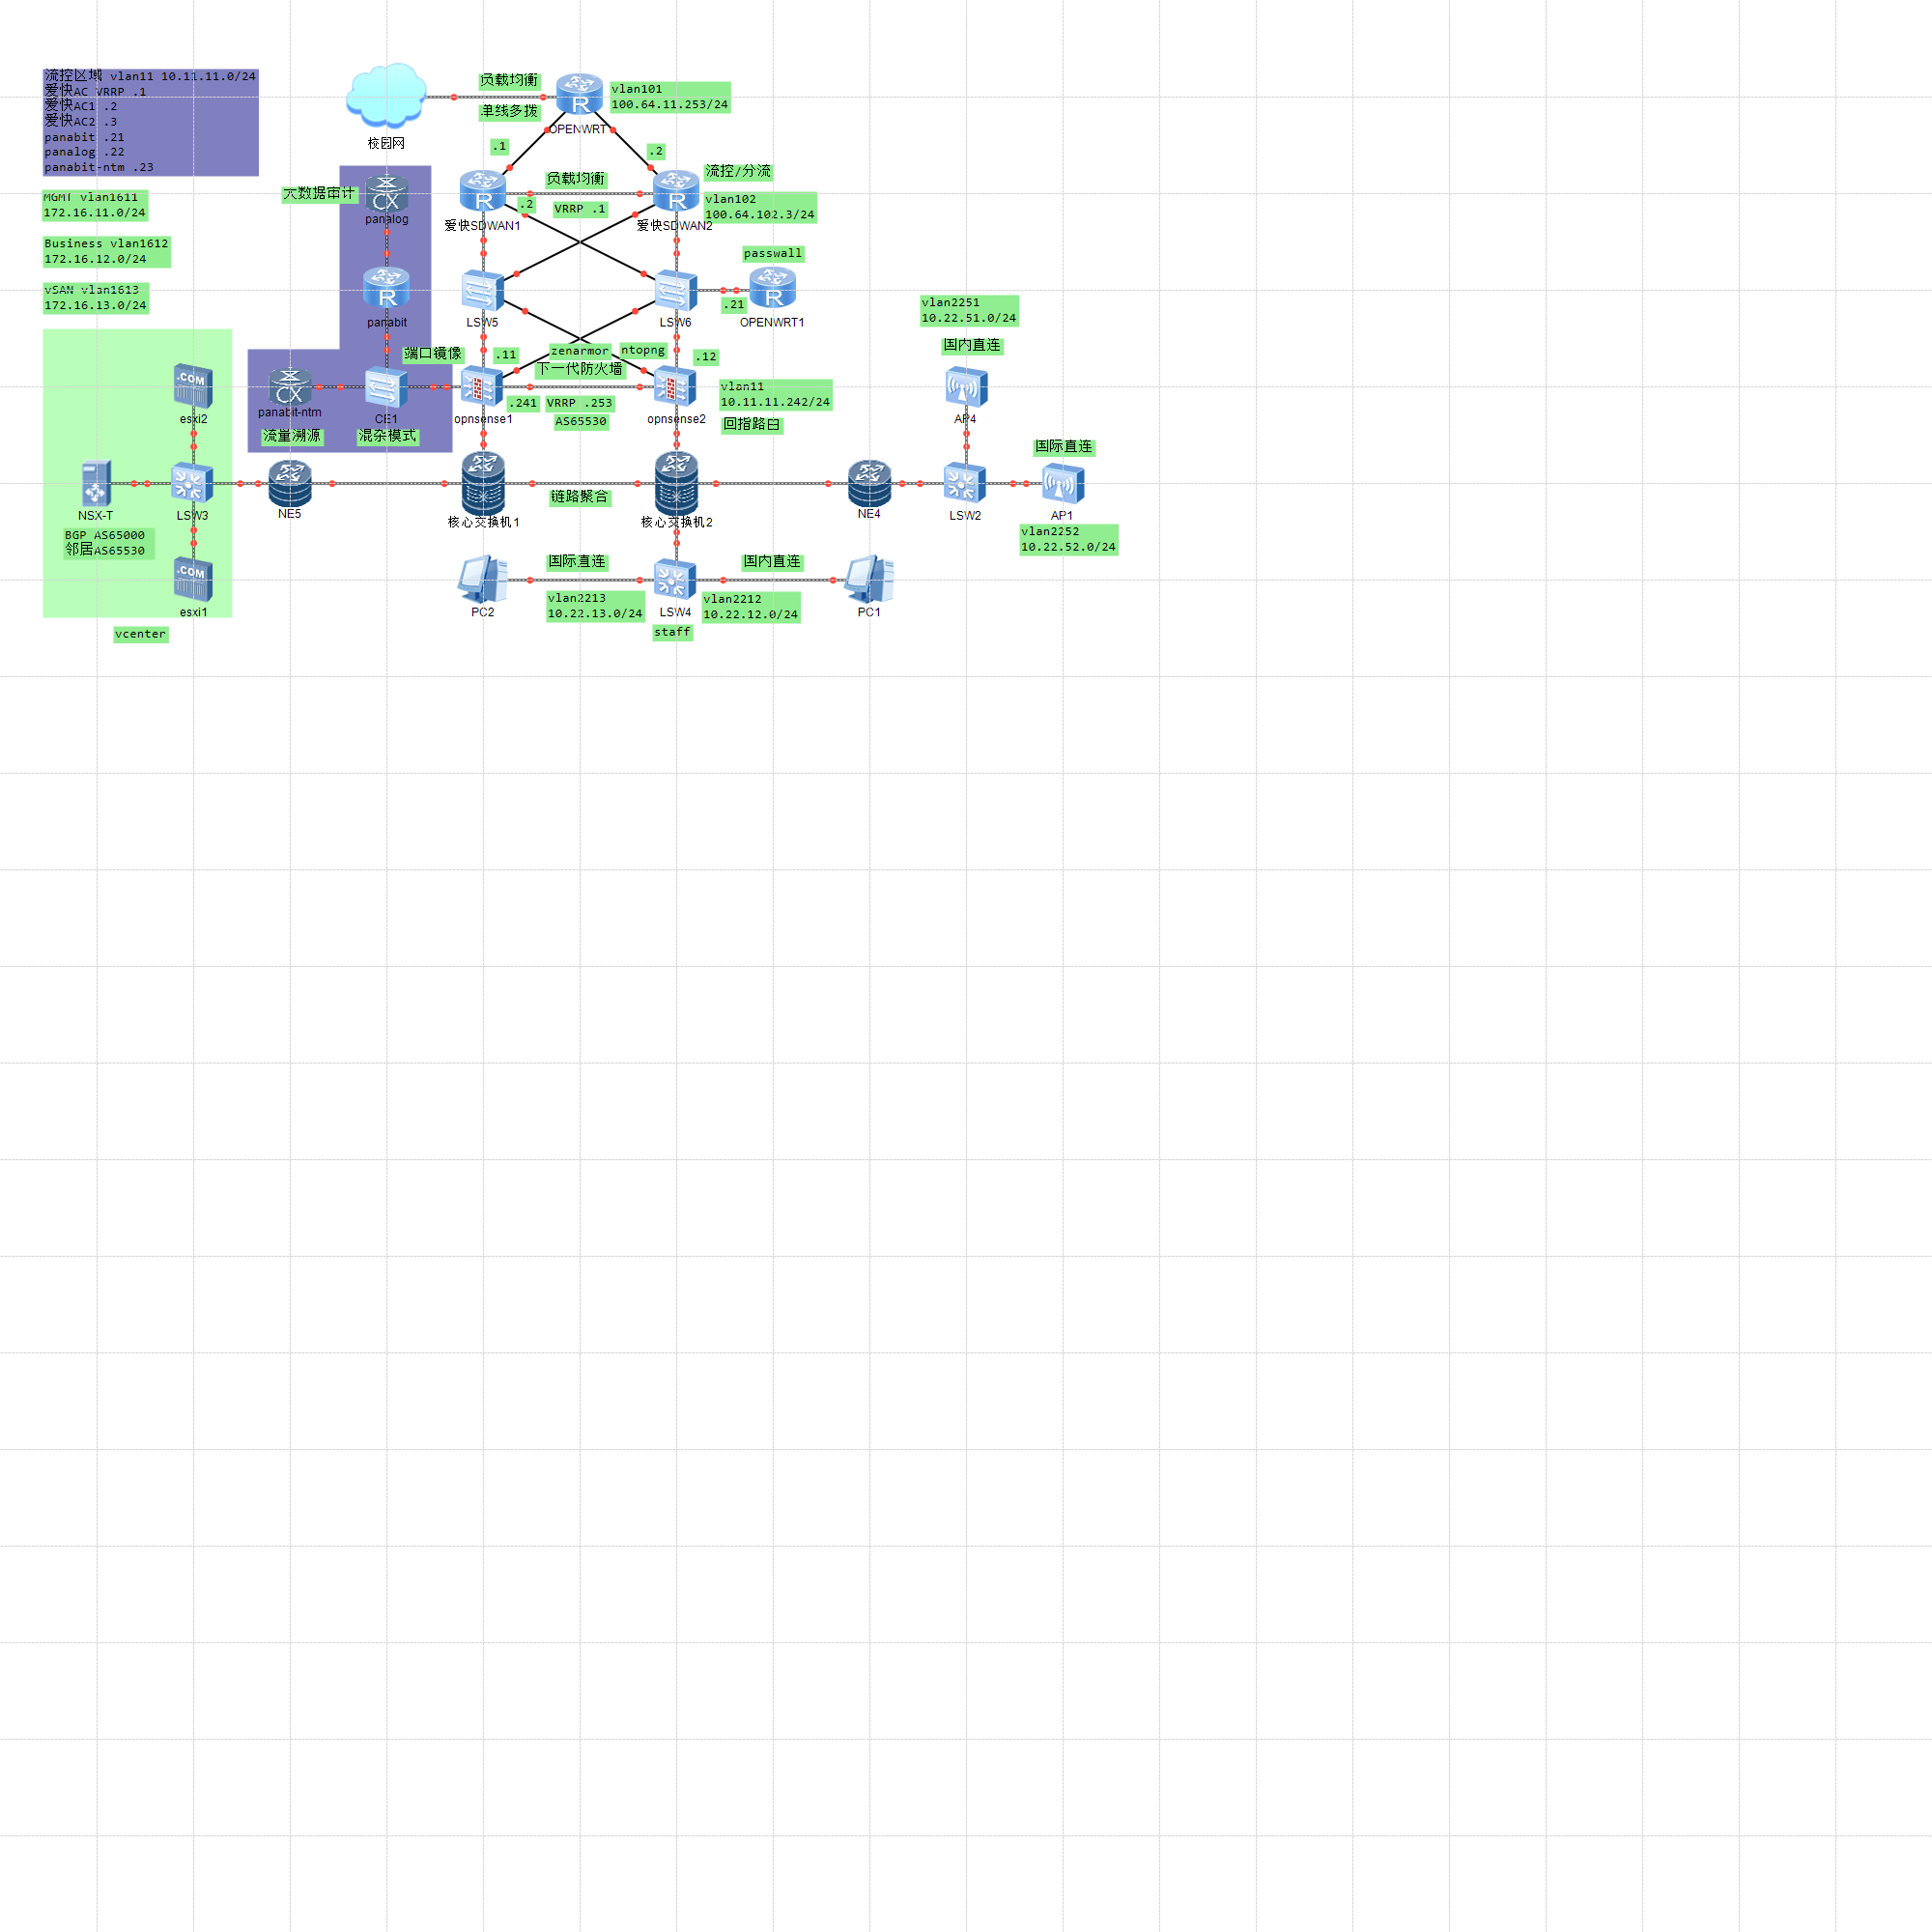 流控区域 vlan11 10.11.11.0/24
爱快AC VRRP .1
爱快AC1 .2
爱快AC2 .3
panabit .21
panalog .22
panabit-ntm .23
MGMT vlan1611
172.16.11.0/24
Business vlan1612
172.16.12.0/24
vSAN vlan1613
172.16.13.0/24
校园网
负载均衡
单线多拨
R
OPENWRT
vlan101
100.64.11.253/24
.1
.2
大数据审计
CX
panalog
R
爱快SDWAN1
负载均衡
.2
VRRP .1
R
爱快SDWAN2
流控/分流
vlan102
100.64.102.3/24
R
panabit
LSW5
LSW6
passwall
.21
R
OPENWRT1
端口镜像
.11
zenarmor
ntopng
.12
下一代防火墙
CX
panabit-ntm
流量溯源
CE1
混杂模式
opnsense1
.241
VRRP .253
AS65530
opnsense2
vlan11
10.11.11.242/24
回指路由
vlan2251
10.22.51.0/24
国内直连
AP4
国际直连
AP1
vlan2252
10.22.52.0/24
.COM
esxi2
NSX-T
LSW3
BGP AS65000
邻居AS65530
.COM
esxi1
vcenter
NE5
核心交换机1
链路聚合
核心交换机2
NE4
LSW2
PC2
国际直连
vlan2213
10.22.13.0/24
LSW4
staff
国内直连
vlan2212
10.22.12.0/24
PC1